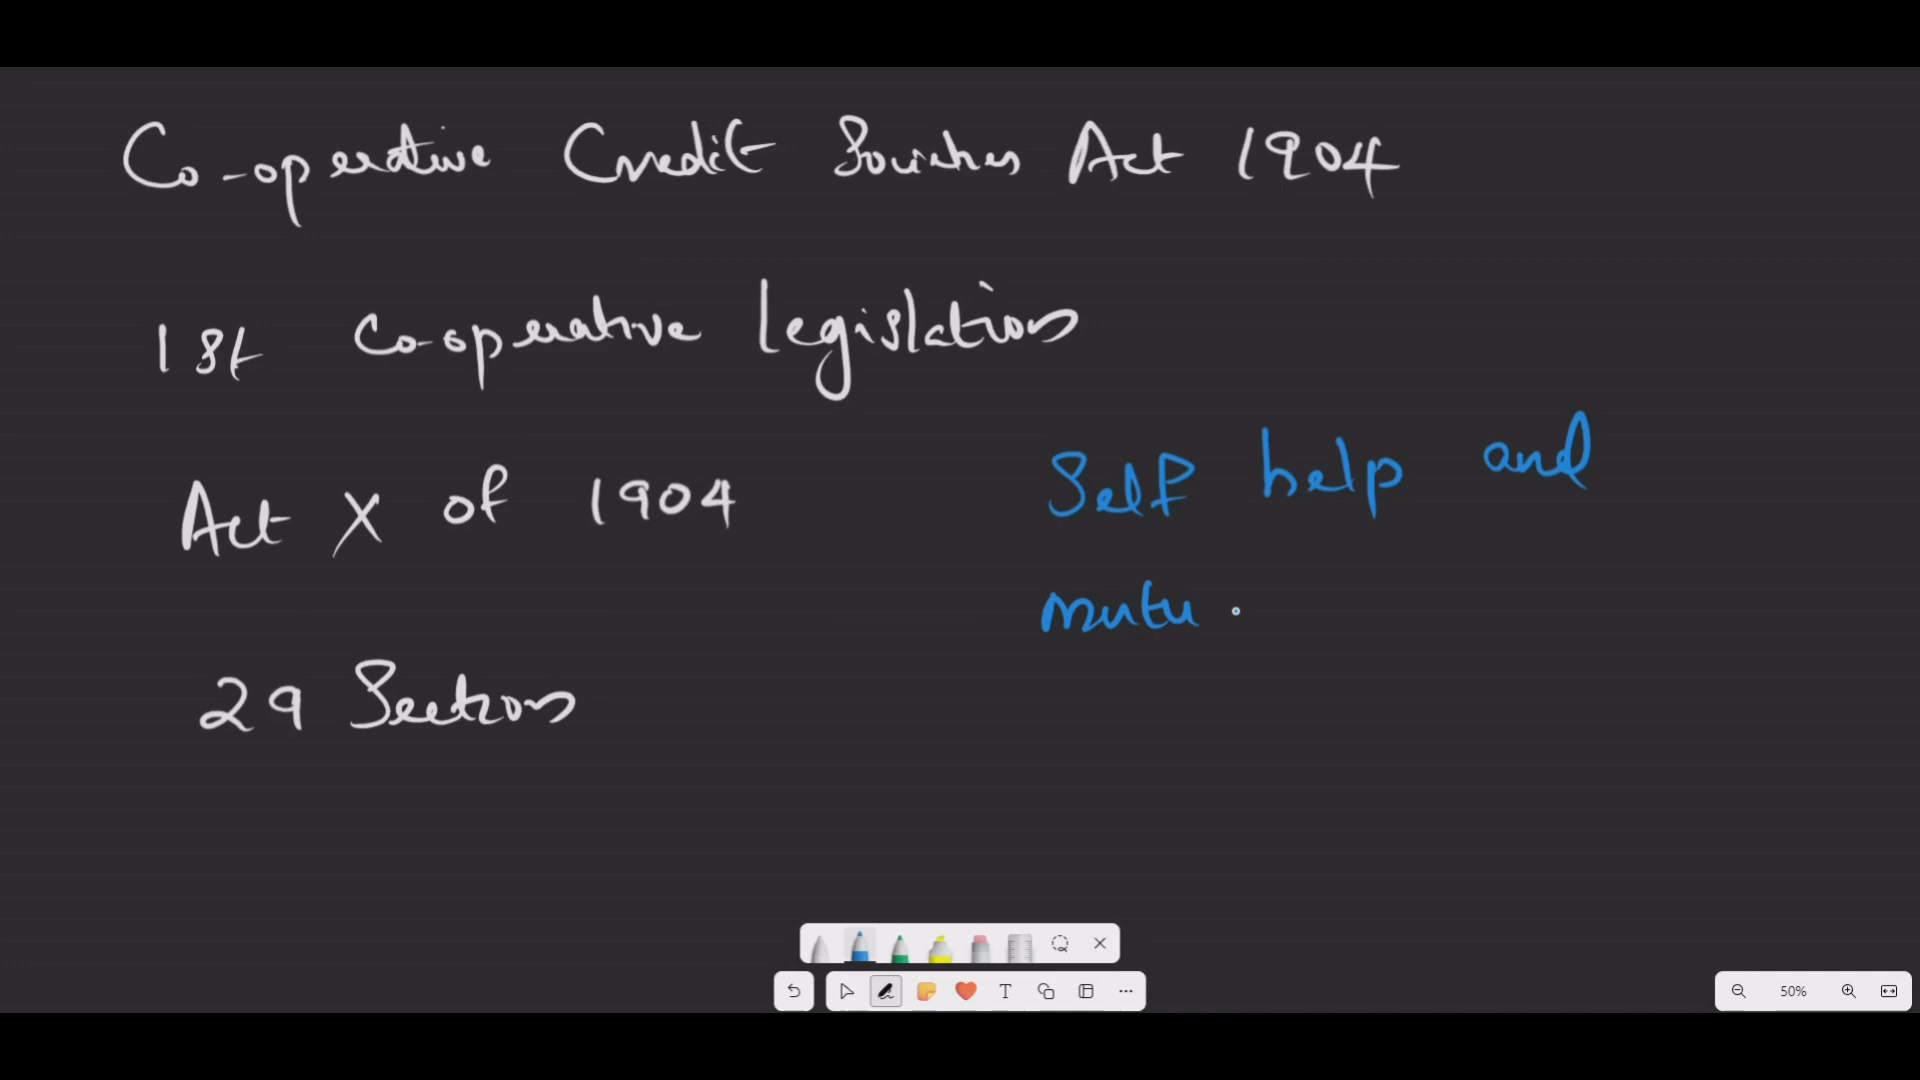 Co-operative Credit Societies Act 1904
1st Co-operative legislation
Act X of 1904
Self help and
mutu
29 Sections
50%